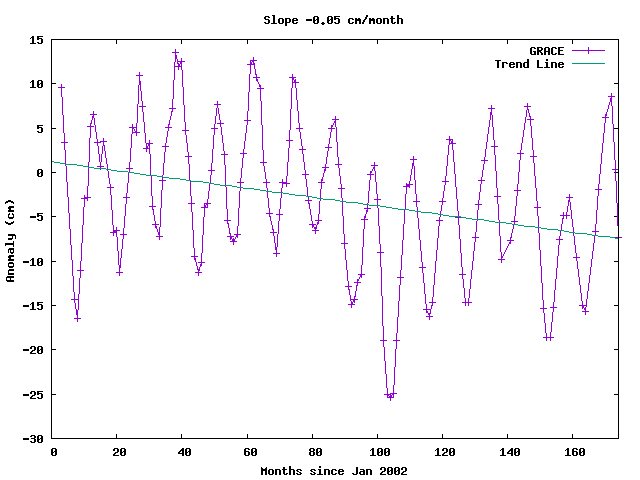 Slope -0.05 cm/month
GRACE
Trend Line
15
10
5
0
-5
-10
-15
-20
-25
-30
Anomaly (cm)
0 20 40 60 80 100 120 140 160
Months since Jan 2002